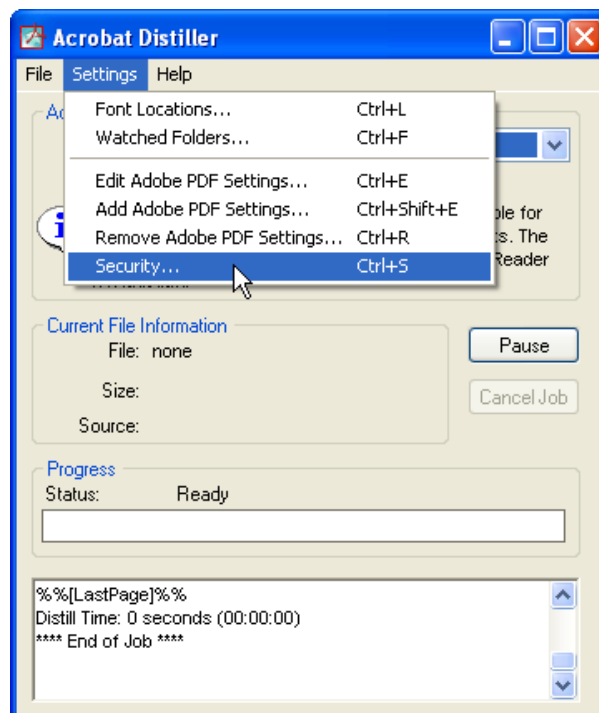 Acrobat Distiller
File Settings Help
Font Locations... Ctrl+L
Watched Folders... Ctrl+F
Edit Adobe PDF Settings... Ctrl+E
Add Adobe PDF Settings... Ctrl+Shift+E
Remove Adobe PDF Settings... Ctrl+R
Security... Ctrl+S
for
The
Reader
Current File Information
File: none
Size:
Source:
Pause
Cancel Job
Progress
Status: Ready
%%[LastPage]%%
Distill Time: 0 seconds (00:00:00)
**** End of Job ****